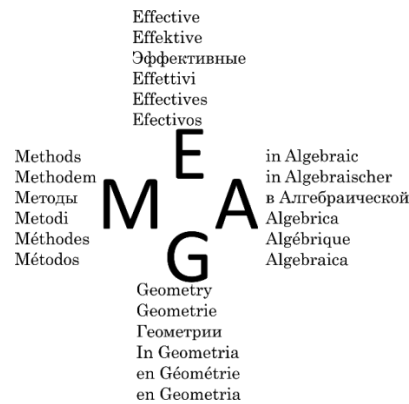 Effective
Effektive
Эффективные
Effettivi
Effectives
Efectivos
E
Methods
Methodem
Методы
Metodi
Méthodes
Métodos
M
A
in Algebraic
in Algebraischer
в Алгебраической
Algebrica
Algébrique
Algebraica
G
Geometry
Geometrie
Геометрии
In Geometria
en Géométrie
en Geometria